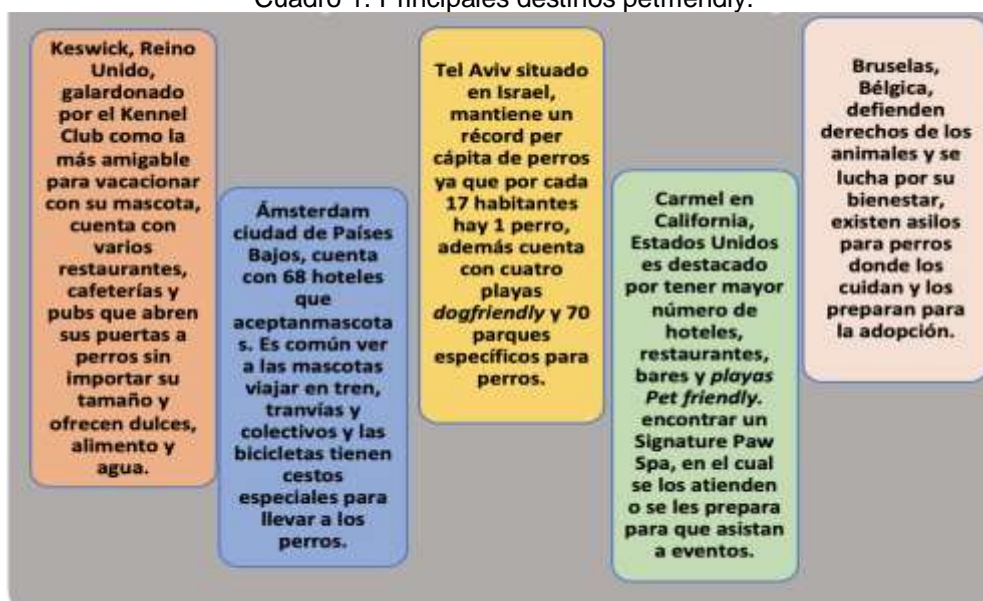 Cuadro 1. Principales destinos petfriendly.
Keswick, Reino
Unido,
galardonado
por el Kennel
Club como la
más amigable
para vacacionar
con su mascota,
cuenta con
varios
restaurantes,
cafeterías y
pubs que abren
sus puertas a
perros sin
importar su
tamaño y
ofrecen dulces,
alimento y
agua.
Ámsterdam
ciudad de Países
Bajos, cuenta
con 68 hoteles
que
aceptanmascota
s. Es común ver
a las mascotas
viajar en tren,
tranvías y
colectivos y las
bicicletas tienen
cestos
especiales para
llevar a los
perros.
Tel Aviv situado
en Israel,
mantiene un
récord per
cápita de perros
ya que por cada
17 habitantes
hay 1 perro,
además cuenta
con cuatro
playas
dogfriendly y 70
parques
específicos para
perros.
Carmel en
California,
Estados Unidos
es destacado
por tener mayor
número de
hoteles,
restaurantes,
bares y playas
Pet friendly.
encontrar un
Signature Paw
Spa, en el cual
se los atienden
o se les prepara
para que asistan
a eventos.
Bruselas,
Bélgica,
defienden
derechos de los
animales y se
lucha por su
bienestar,
existen asilos
para perros
donde los
cuidan y los
preparan para
la adopción.